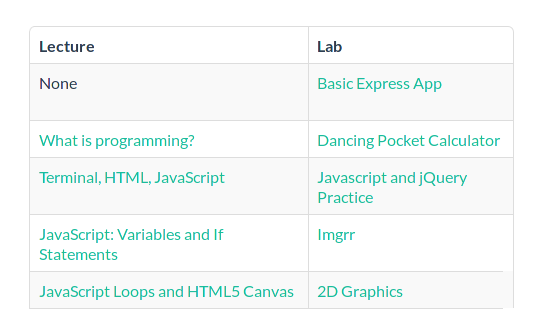 Lecture Lab
None Basic Express App
What is programming? Dancing Pocket Calculator
Terminal, HTML, JavaScript Javascript and jQuery
Practice
JavaScript: Variables and If Imgrr
Statements
JavaScript Loops and HTML5 Canvas 2D Graphics